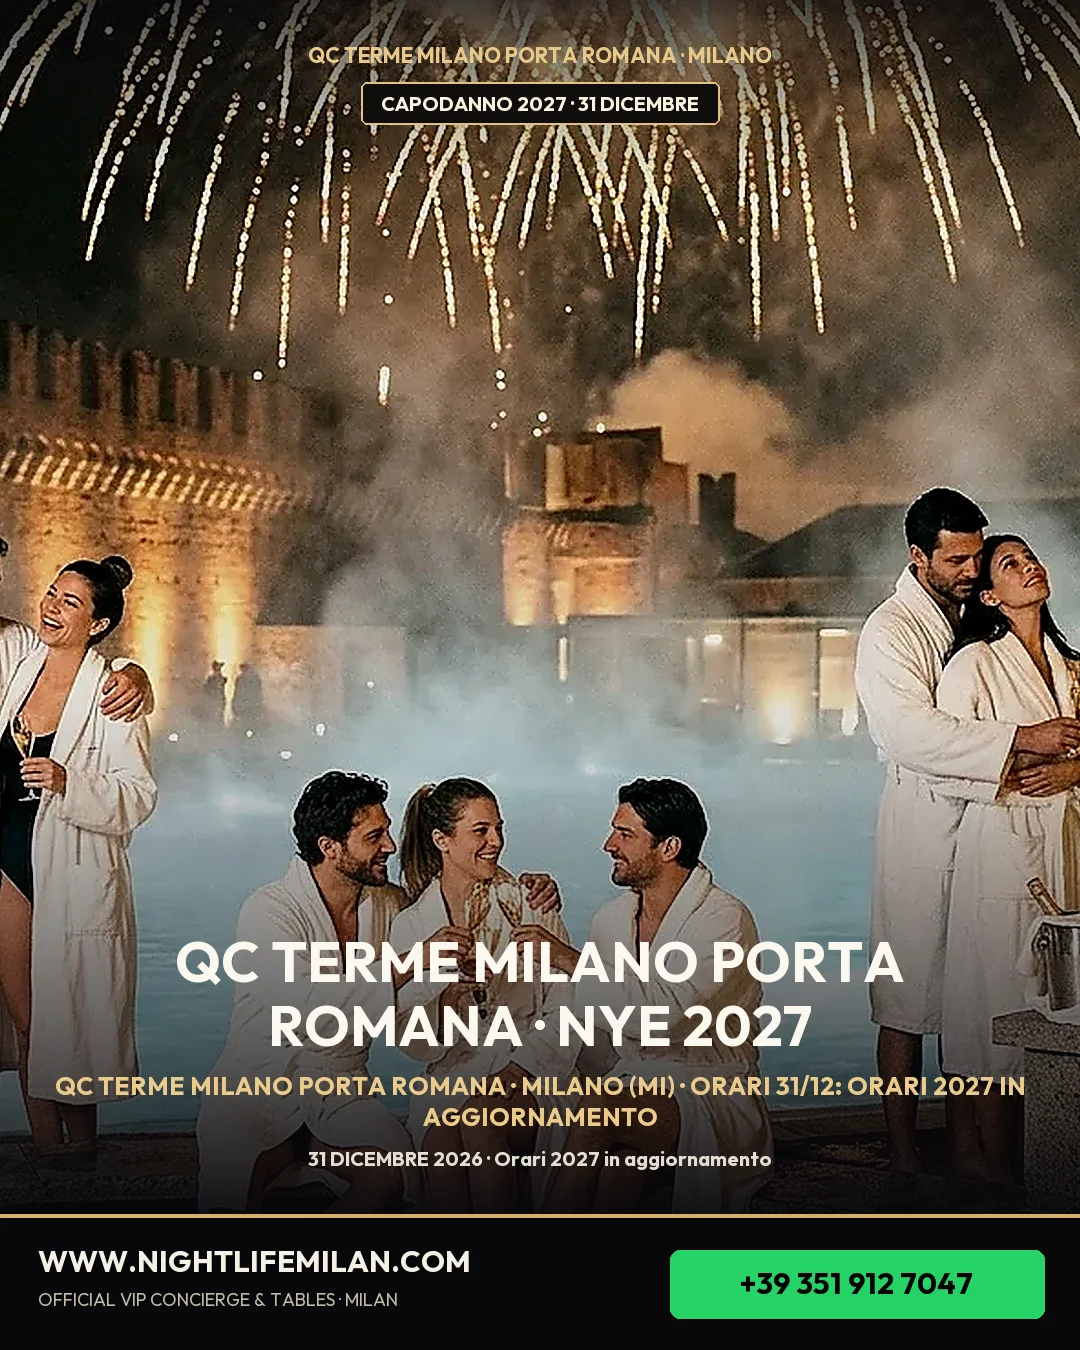 QC TERME MILANO PORTA ROMANA · MILANO
CAPODANNO 2027 · 31 DICEMBRE
QC TERME MILANO PORTA
ROMANA · NYE 2027
QC TERME MILANO PORTA ROMANA · MILANO (MI) · ORARI 31/12: ORARI 2027 IN
AGGIORNAMENTO
31 DICEMBRE 2026 · Orari 2027 in aggiornamento
WWW.NIGHTLIFEMILAN.COM
OFFICIAL VIP CONCIERGE & TABLES · MILAN
+39 351 912 7047